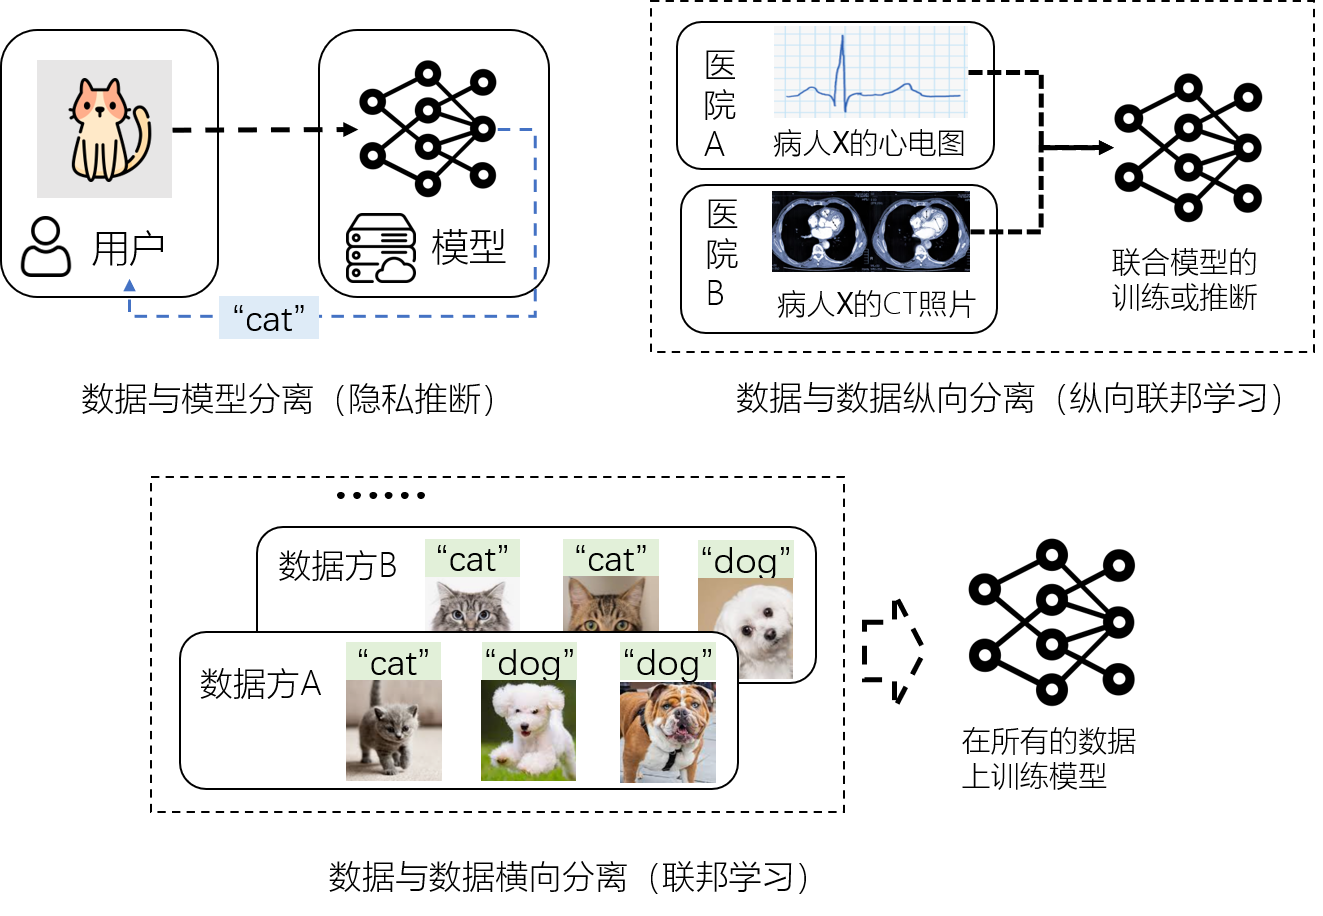 用户
模型
“cat”
数据与模型分离（隐私推断）
医院A
病人X的心电图
医院B
病人X的CT照片
联合模型的
训练或推断
数据与数据纵向分离（纵向联邦学习）
······
数据方B
“cat” “cat” “dog”
数据方A
“cat” “dog” “dog”
在所有的数据
上训练模型
数据与数据横向分离（联邦学习）